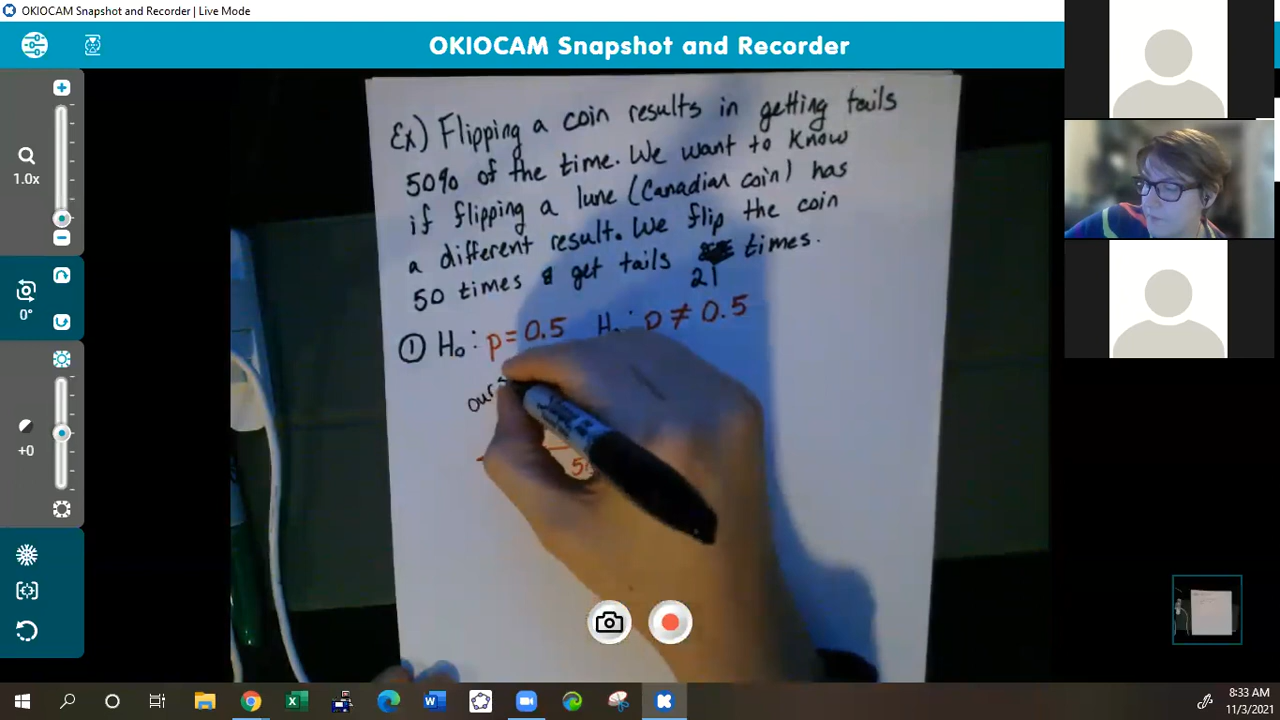 OKIOCAM Snapshot and Recorder | Live Mode
OKIOCAM Snapshot and Recorder
1.0x
0°
+0
Ex) Flipping a coin results in getting tails
50% of the time. We want to know
if flipping a lune (Canadian coin) has
a different result. We flip the coin
50 times & get tails 21 times.
① H₀: p = 0.5 p ≠ 0.5
our
8:33 AM
11/3/2021